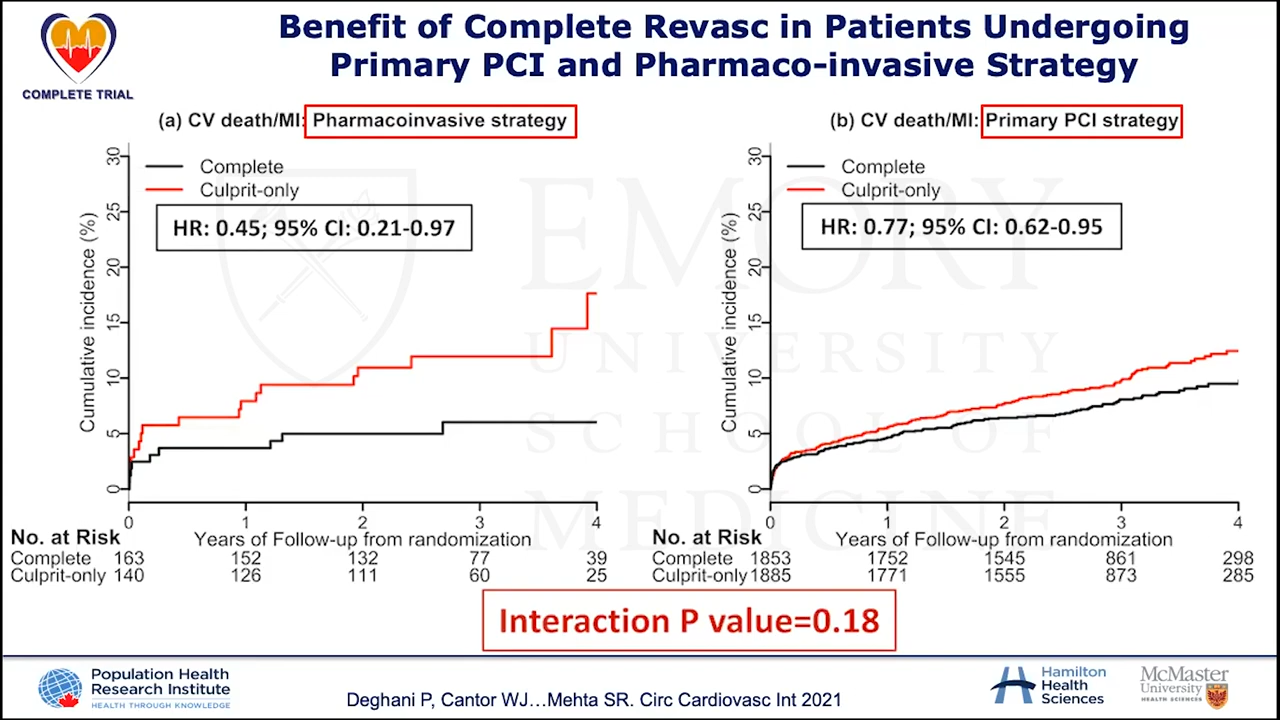 Benefit of Complete Revasc in Patients Undergoing
Primary PCI and Pharmaco-invasive Strategy
COMPLETE TRIAL
(a) CV death/MI: Pharmacoinvasive strategy
Complete
Culprit-only
HR: 0.45; 95% CI: 0.21-0.97
Cumulative incidence (%)
30
25
20
15
10
5
0
0 1 2 3 4
Years of Follow-up from randomization
No. at Risk
Complete 163 152 132 77 39
Culprit-only 140 126 111 60 25
(b) CV death/MI: Primary PCI strategy
Complete
Culprit-only
HR: 0.77; 95% CI: 0.62-0.95
Cumulative incidence (%)
30
25
20
15
10
5
0
0 1 2 3 4
Years of Follow-up from randomization
No. at Risk
Complete 1853 1752 1545 861 298
Culprit-only 1885 1771 1555 873 285
EMORY
UNIVERSITY
SCHOOL OF
MEDICINE
Interaction P value=0.18
Population Health
Research Institute
HEALTH THROUGH KNOWLEDGE
Deghani P, Cantor WJ...Mehta SR. Circ Cardiovasc Int 2021
Hamilton
Health
Sciences
McMaster
University
HEALTH SCIENCES